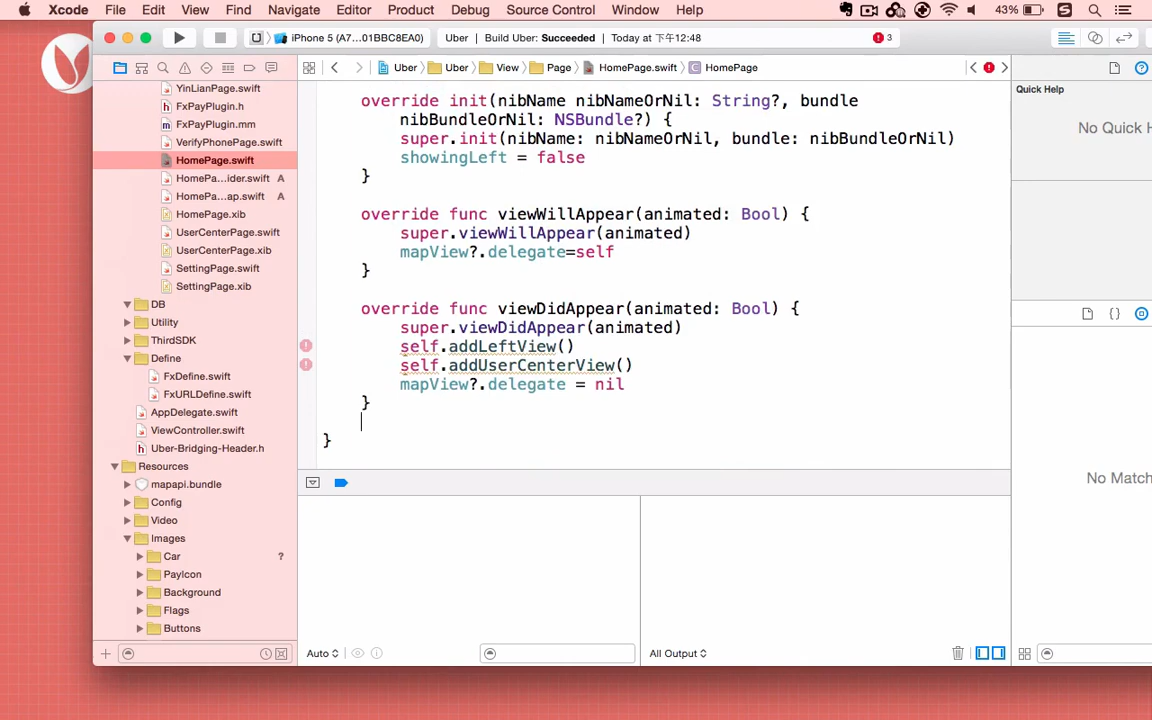 Xcode File Edit View Find Navigate Editor Product Debug Source Control Window Help 43%
iPhone 5 (A7...01BBC8EA0) Uber Build Uber: Succeeded Today at 下午12:48 3
Uber Uber View Page HomePage.swift HomePage
YinLianPage.swift
FxPayPlugin.h
FxPayPlugin.mm
VerifyPhonePage.swift
HomePage.swift
HomePa...ider.swift A
HomePa...ap.swift A
HomePage.xib
UserCenterPage.swift
UserCenterPage.xib
SettingPage.swift
SettingPage.xib
DB
Utility
ThirdSDK
Define
FxDefine.swift
FxURLDefine.swift
AppDelegate.swift
ViewController.swift
Uber-Bridging-Header.h
Resources
mapapi.bundle
Config
Video
Images
Car ?
PayIcon
Background
Flags
Buttons
override init(nibName nibNameOrNil: String?, bundle
nibBundleOrNil: NSBundle?) {
super.init(nibName: nibNameOrNil, bundle: nibBundleOrNil)
showingLeft = false
}
override func viewWillAppear(animated: Bool) {
super.viewWillAppear(animated)
mapView?.delegate=self
}
override func viewDidAppear(animated: Bool) {
super.viewDidAppear(animated)
self.addLeftView()
self.addUserCenterView()
mapView?.delegate = nil
}
}
Auto
All Output
Quick Help
No Quick H
{ }
No Match